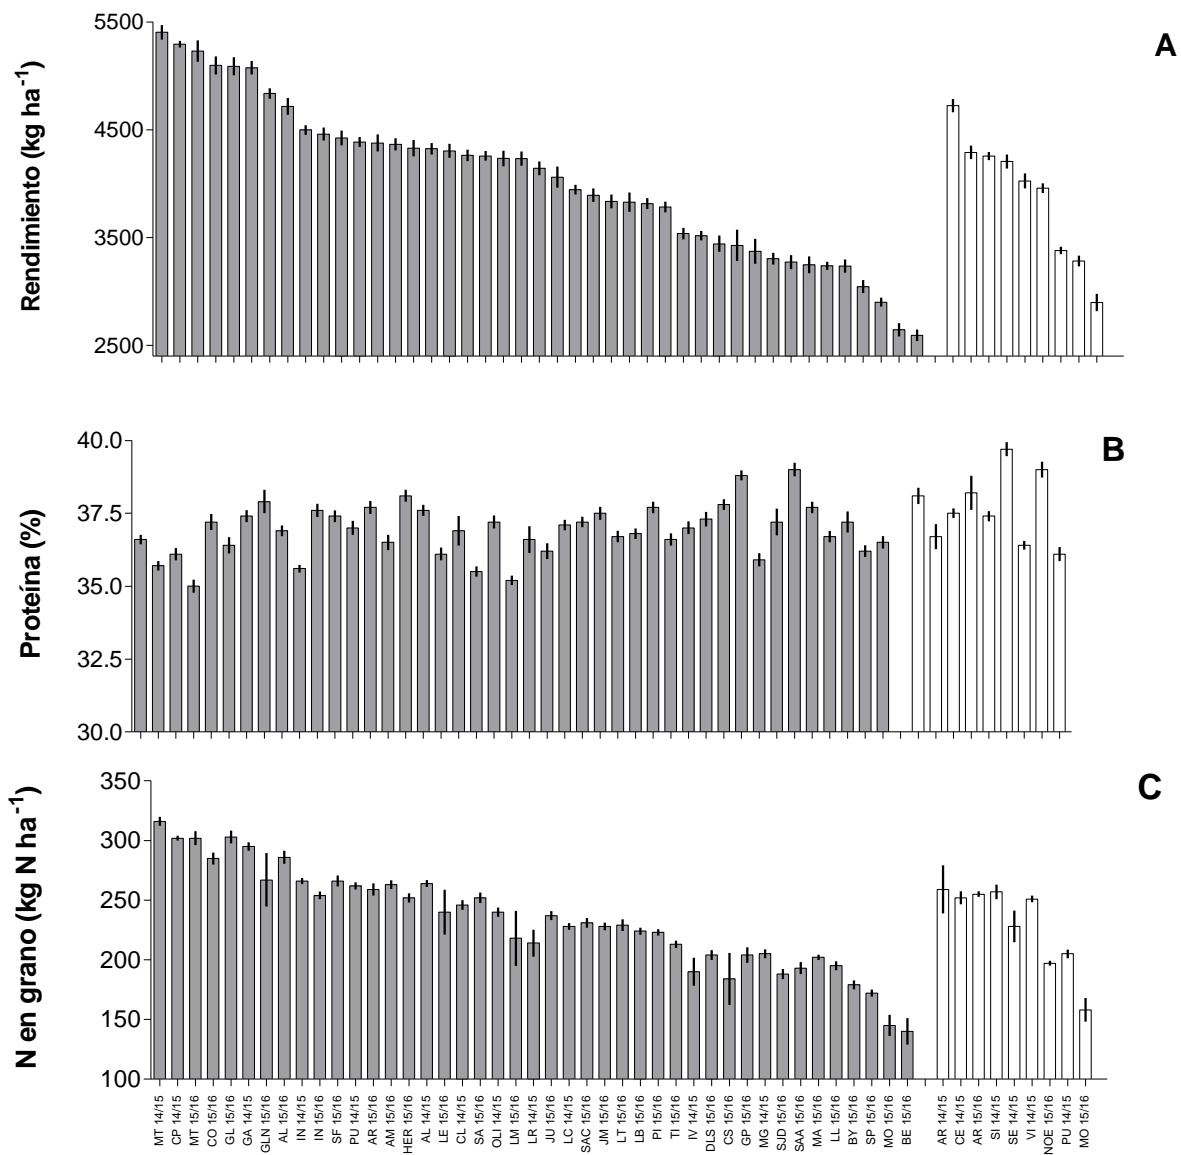 A
Rendimiento (kg ha-1)
5500
4500
3500
2500
B
Proteína (%)
40.0
37.5
35.0
32.5
30.0
C
N en grano (kg N ha-1)
350
300
250
200
150
100
MT 14/15
CP 14/15
MT 15/16
CO 15/16
GL 15/16
GA 14/15
GLN 15/16
AL 15/16
IN 14/15
IN 15/16
SF 15/16
PU 14/15
AR 15/16
AM 15/16
HER 15/16
AL 14/15
LE 15/16
CL 14/15
SA 15/16
OLI 14/15
LM 15/16
LR 14/15
JU 15/16
LC 14/15
SAC 15/16
JM 15/16
LT 15/16
LB 15/16
PI 15/16
TI 15/16
IV 14/15
DLS 15/16
CS 15/16
GP 15/16
MG 14/15
SJD 15/16
SAA 15/16
MA 15/16
LL 15/16
BY 15/16
SP 15/16
MO 15/16
BE 15/16
AR 14/15
CE 14/15
AR 15/16
SI 14/15
SE 14/15
VI 14/15
NOE 15/16
PU 14/15
MO 15/16